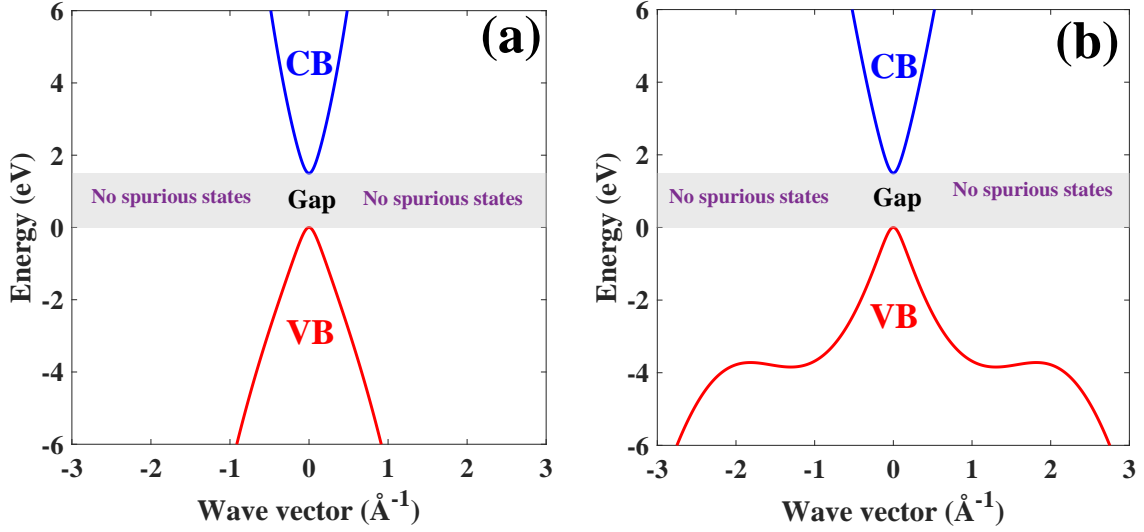 (a)
6
4
2
0
-2
-4
-6
Energy (eV)
CB
No spurious states
Gap
No spurious states
VB
-3
-2
-1
0
1
2
3
Wave vector (Å⁻¹)
(b)
6
4
2
0
-2
-4
-6
Energy (eV)
CB
No spurious states
Gap
No spurious states
VB
-3
-2
-1
0
1
2
3
Wave vector (Å⁻¹)